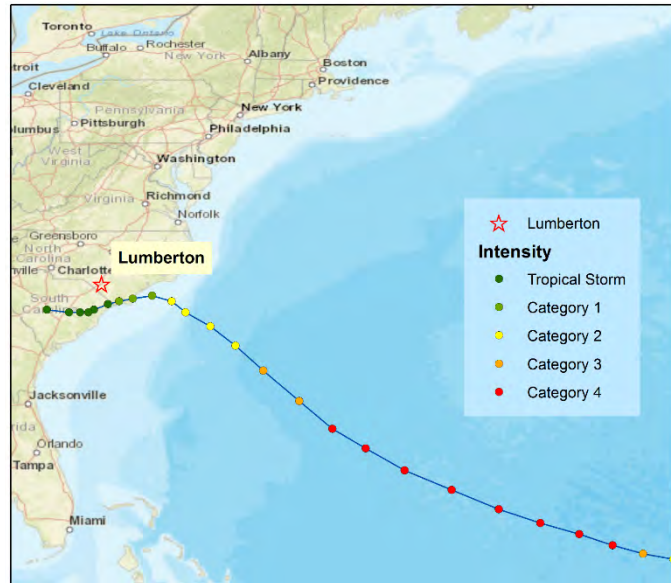 Toronto
Lake Ontario
Rochester
Buffalo
Albany
troit
Boston
Providence
Cleveland
New York
Pennsylvania
Pittsburgh
lumbus
Philadelphia
West
Virginia
Washington
Virginia
Richmond
Norfolk
Greensboro
North
Carolina
ville
Charlotte
Lumberton
South
Carolina
Jacksonville
rida
Orlando
Tampa
Miami
Lumberton
Intensity
Tropical Storm
Category 1
Category 2
Category 3
Category 4